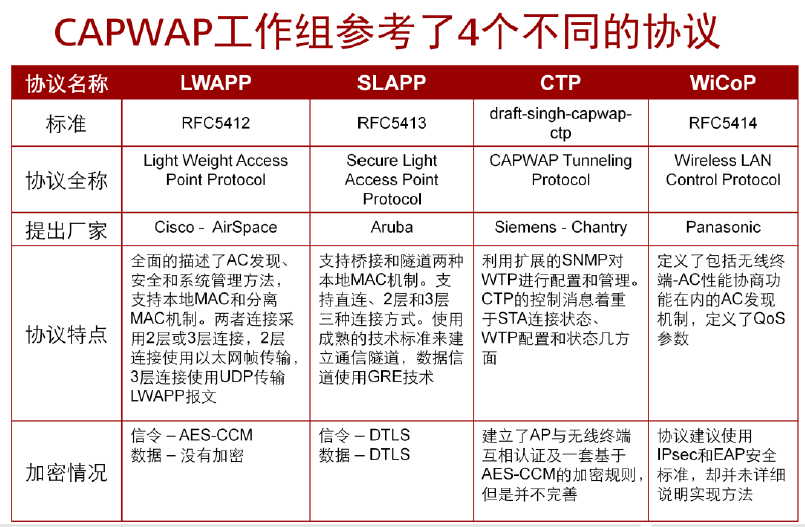 CAPWAP工作组参考了4个不同的协议
协议名称 LWAPP SLAPP CTP WiCoP
标准 RFC5412 RFC5413 draft-singh-capwap-ctp RFC5414
协议全称
Light Weight Access
Point Protocol
Secure Light
Access Point
Protocol
CAPWAP Tunneling
Protocol
Wireless LAN
Control Protocol
提出厂家 Cisco - AirSpace Aruba Siemens - Chantry Panasonic
协议特点
全面的描述了AC发现、
安全和系统管理方法，
支持本地MAC和分离
MAC机制。两者连接采
用2层或3层连接，2层
连接使用以太网帧传输，
3层连接使用UDP传输
LWAPP报文
支持桥接和隧道两种
本地MAC机制。支
持直连、2层和3层
三种连接方式。使用
成熟的技术标准来建
立通信隧道，数据信
道使用GRE技术
利用扩展的SNMP对
WTP进行配置和管理。
CTP的控制消息着重
于STA连接状态、
WTP配置和状态几方
面
定义了包括无线终
端-AC性能协商功
能在内的AC发现
机制，定义了QoS
参数
加密情况
信令 – AES-CCM
数据 – 没有加密
信令 – DTLS
数据 – DTLS
建立了AP与无线终端
互相认证及一套基于
AES-CCM的加密规则，
但是并不完善
协议建议使用
IPsec和EAP安全
标准，却并未详细
说明实现方法